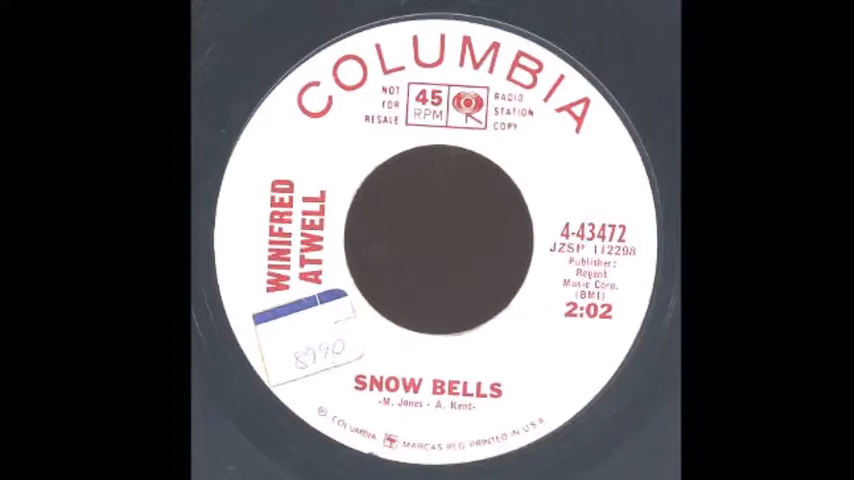 COLUMBIA
NOT
FOR
RESALE
45
RPM
RADIO
STATION
COPY
WINIFRED
ATWELL
4-43472
JZSP 112298
Publisher:
Regent
Music Corp.
(BMI)
2:02
8990
SNOW BELLS
-M. Jones - A. Kent-
® COLUMBIA MARCAS REG. PRINTED IN U.S.A.